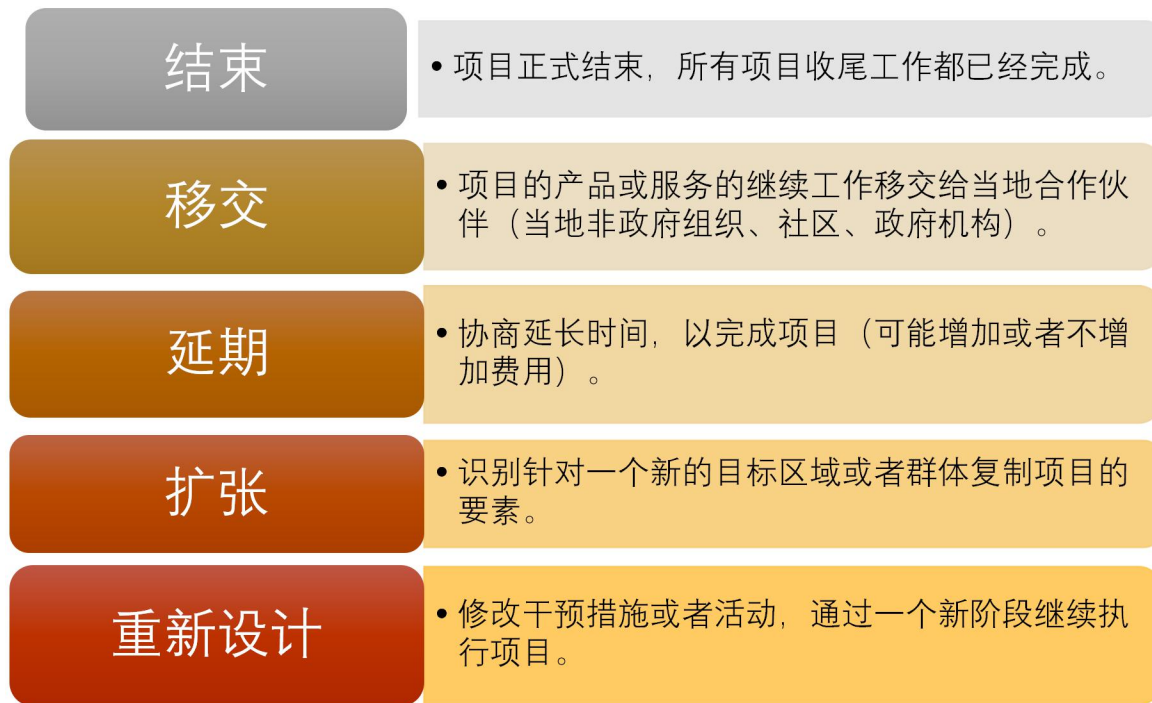 结束
• 项目正式结束，所有项目收尾工作都已经完成。
移交
• 项目的产品或服务的继续工作移交给当地合作伙
伴（当地非政府组织、社区、政府机构）。
延期
• 协商延长时间，以完成项目（可能增加或者不增
加费用）。
扩张
• 识别针对一个新的目标区域或者群体复制项目的
要素。
重新设计
• 修改干预措施或者活动，通过一个新阶段继续执
行项目。